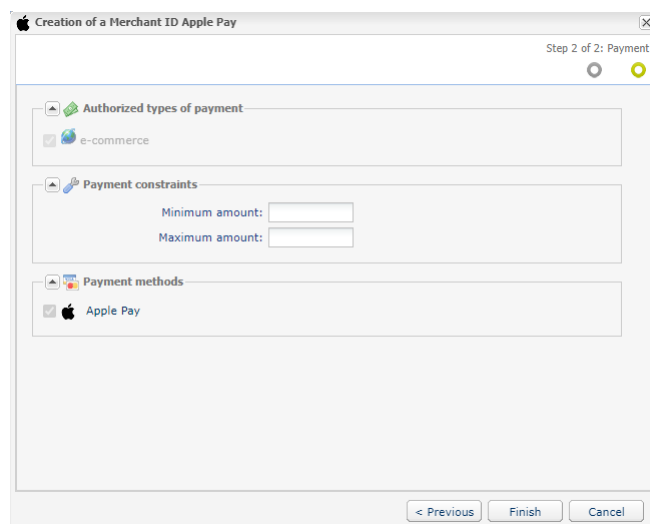 Creation of a Merchant ID Apple Pay
Step 2 of 2: Payment
Authorized types of payment
e-commerce
Payment constraints
Minimum amount:
Maximum amount:
Payment methods
Apple Pay
< Previous Finish Cancel